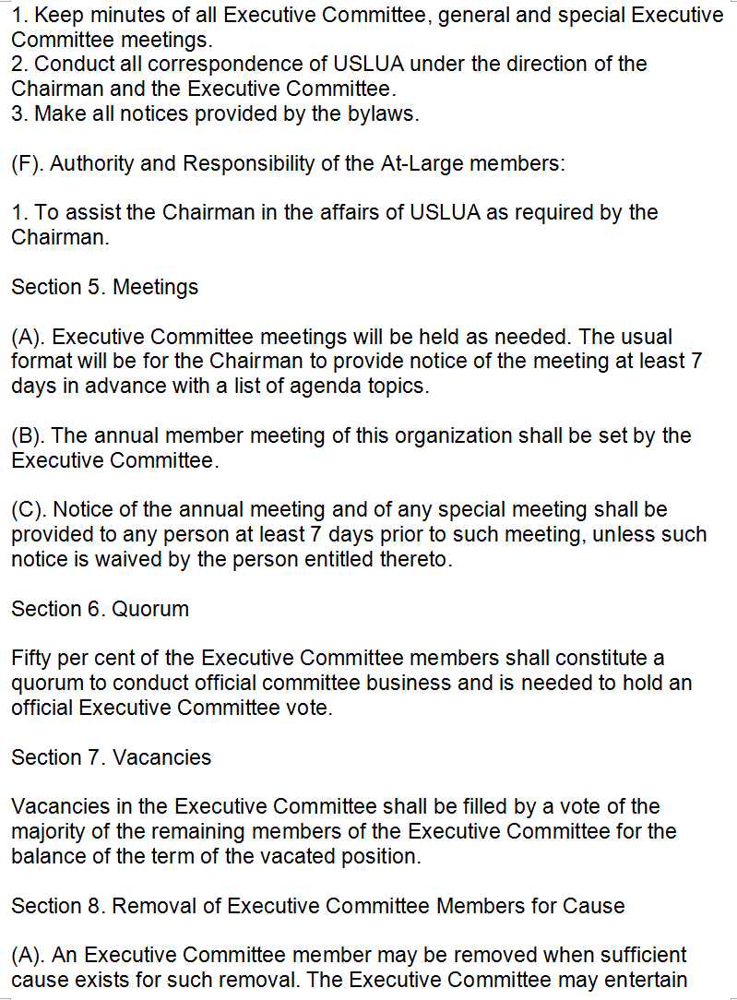 1. Keep minutes of all Executive Committee, general and special Executive
Committee meetings.
2. Conduct all correspondence of USLUA under the direction of the
Chairman and the Executive Committee.
3. Make all notices provided by the bylaws.
(F). Authority and Responsibility of the At-Large members:
1. To assist the Chairman in the affairs of USLUA as required by the
Chairman.
Section 5. Meetings
(A). Executive Committee meetings will be held as needed. The usual
format will be for the Chairman to provide notice of the meeting at least 7
days in advance with a list of agenda topics.
(B). The annual member meeting of this organization shall be set by the
Executive Committee.
(C). Notice of the annual meeting and of any special meeting shall be
provided to any person at least 7 days prior to such meeting, unless such
notice is waived by the person entitled thereto.
Section 6. Quorum
Fifty per cent of the Executive Committee members shall constitute a
quorum to conduct official committee business and is needed to hold an
official Executive Committee vote.
Section 7. Vacancies
Vacancies in the Executive Committee shall be filled by a vote of the
majority of the remaining members of the Executive Committee for the
balance of the term of the vacated position.
Section 8. Removal of Executive Committee Members for Cause
(A). An Executive Committee member may be removed when sufficient
cause exists for such removal. The Executive Committee may entertain